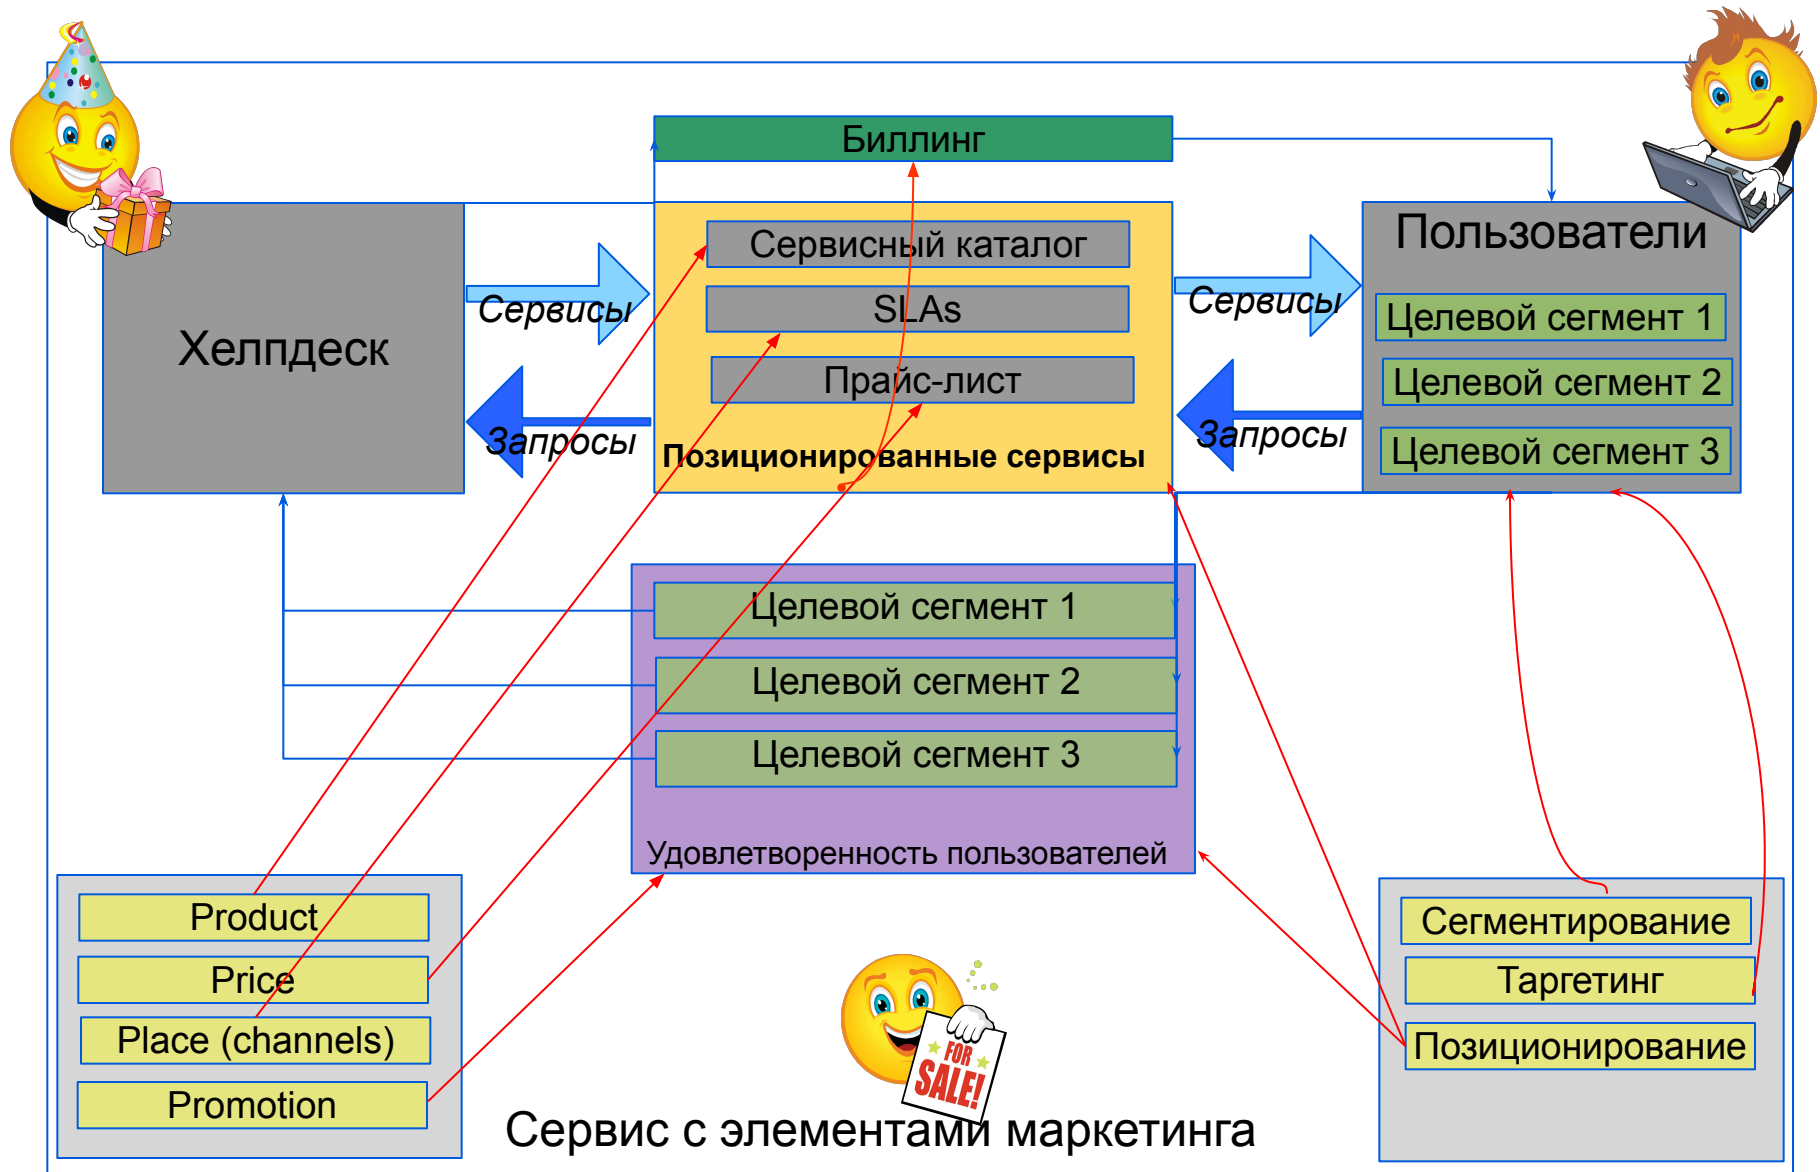 Биллинг
Хелпдеск
Сервисы
Запросы
Сервисный каталог
SLAs
Прайс-лист
Позиционированные сервисы
Сервисы
Запросы
Пользователи
Целевой сегмент 1
Целевой сегмент 2
Целевой сегмент 3
Целевой сегмент 1
Целевой сегмент 2
Целевой сегмент 3
Удовлетворенность пользователей
Product
Price
Place (channels)
Promotion
FOR
SALE!
Сегментирование
Таргетинг
Позиционирование
Сервис с элементами маркетинга